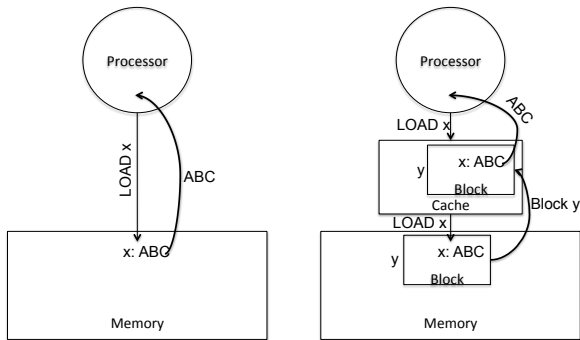 Processor
LOAD x
ABC
x: ABC
Memory
Processor
ABC
LOAD x
x: ABC
y
Block
Cache
Block y
LOAD x
x: ABC
y
Block
Memory